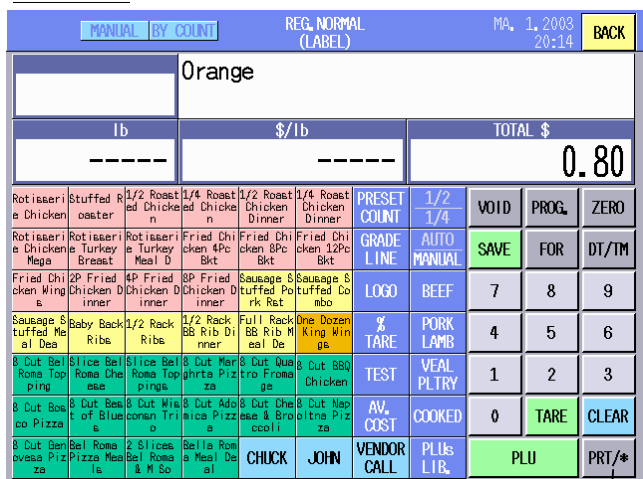 MANUAL BY COUNT
REG. NORMAL
(LABEL)
MA. 1.2003
20:14
BACK
Orange
lb
$/lb
TOTAL $
-----
-----
0.80
Rotisseri
e Chicken
Stuffed R
oaster
1/2 Roast
ed Chicke
n
1/4 Roast
ed Chicke
n
1/2 Roast
Chicken
Dinner
1/4 Roast
Chicken
Dinner
PRESET
COUNT
1/2
1/4
VOID
PROG.
ZERO
Rotisseri
e Chicken
Mega
Rotisseri
e Turkey
Breast
Rotisseri
e Turkey
Meal D
Fried Chi
cken 4Pc
Bkt
Fried Chi
cken 8Pc
Bkt
Fried Chi
cken 12Pc
Bkt
GRADE
LINE
AUTO
MANUAL
SAVE
FOR
DT/TM
Fried Chi
cken Wing
s
2P Fried
Chicken D
inner
4P Fried
Chicken D
inner
8P Fried
Chicken D
inner
Sausage S
tuffed Po
rk Rst
Sausage S
tuffed Co
mbo
LOGO
BEEF
7
8
9
Sausage S
tuffed Me
al Dea
Baby Back
Ribs
1/2 Rack
Ribs
1/2 Rack
BB Rib Di
nner
Full Rack
BB Rib M
eal De
One Dozen
King Win
gs
%
TARE
PORK
LAMB
4
5
6
8 Cut Bel
Roma Top
ping
Slice Bel
Roma Che
ese
Slice Bel
Roma Top
pings
8 Cut Mar
ghrta Piz
za
8 Cut Qua
tro Froma
ge
8 Cut BBQ
Chicken
TEST
VEAL
PLTRY
1
2
3
8 Cut Bos
co Pizza
8 Cut Bes
t of Blue
s
8 Cut Wis
consn Tri
o
8 Cut Ado
mica Pizz
a
8 Cut Che
ese & Bro
ccoli
8 Cut Nap
oltna Piz
za
AV.
COST
COOKED
0
TARE
CLEAR
8 Cut Gen
ovesa Piz
za
Bel Roma
Pizza Mea
ls
2 Slices
Bel Roma
& M So
Bella Rom
a Meal De
al
CHUCK
JOHN
VENDOR
CALL
PLUs
LIB.
PLU
PRT/*